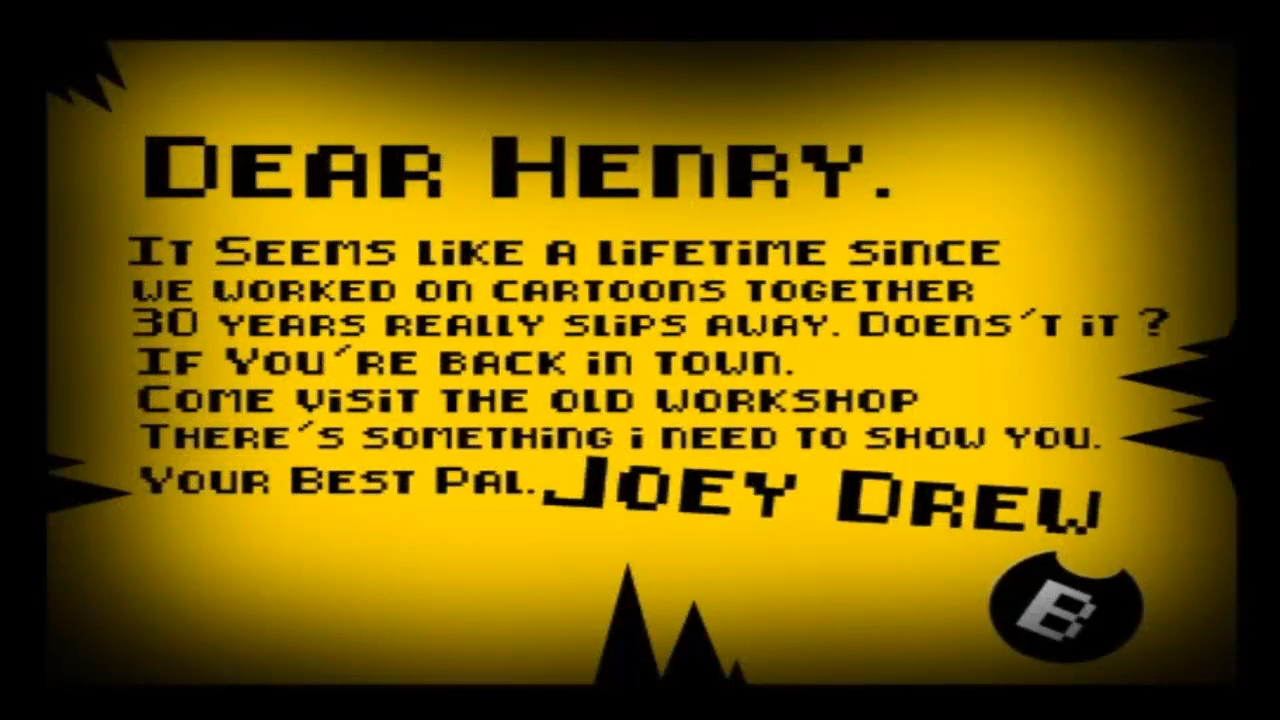 Dear Henry.
It Seems like a lifetime since
we worked on cartoons together
30 years really slips away. Doens't it ?
If You're back in town.
Come visit the old workshop
There's something i need to show you.
Your Best Pal. Joey Drew
B